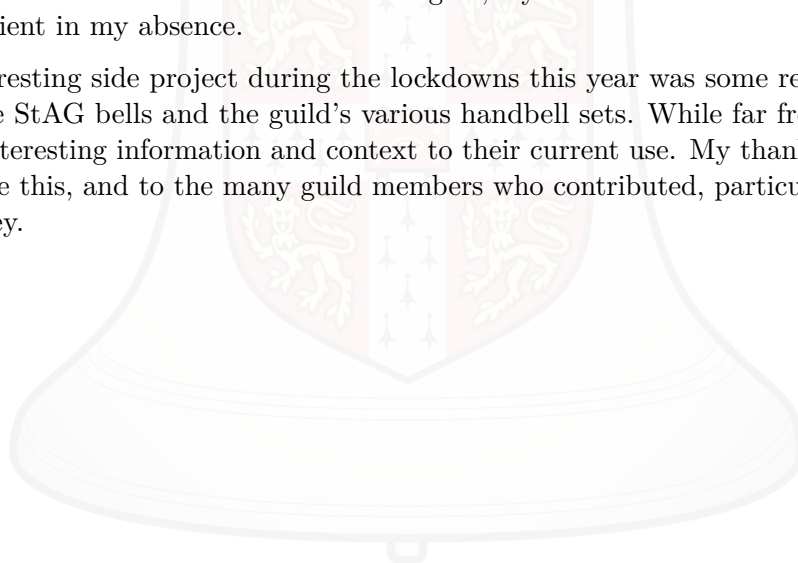 ient in my absence.
resting side project during the lockdowns this year was some re
e StAG bells and the guild's various handbell sets. While far fr
teresting information and context to their current use. My than
e this, and to the many guild members who contributed, particu
ey.